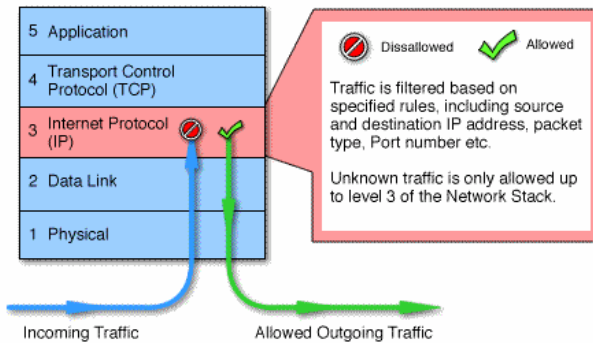 5 Application
4 Transport Control
Protocol (TCP)
3 Internet Protocol
(IP)
2 Data Link
1 Physical
Incoming Traffic
Allowed Outgoing Traffic
Dissallowed
Allowed
Traffic is filtered based on
specified rules, including source
and destination IP address, packet
type, Port number etc.
Unknown traffic is only allowed up
to level 3 of the Network Stack.